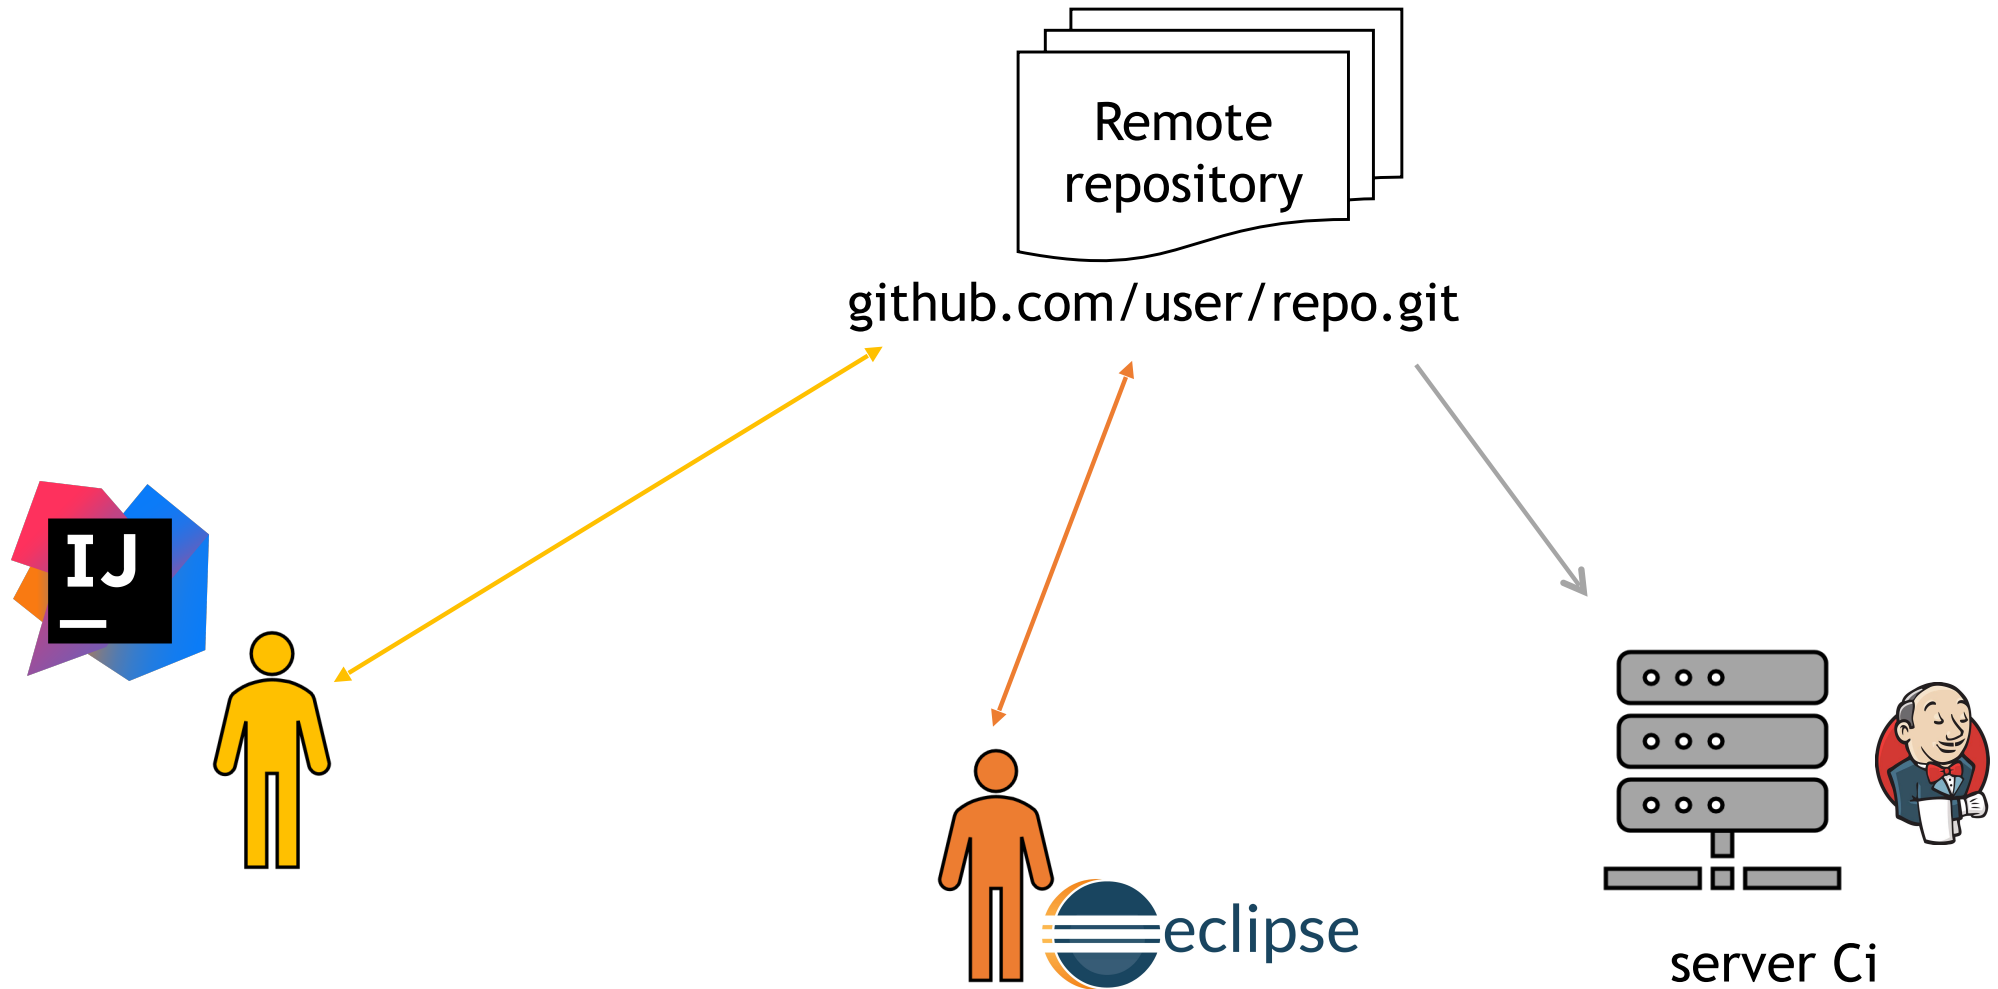 Remote
repository
github.com/user/repo.git
IJ
eclipse
server Ci